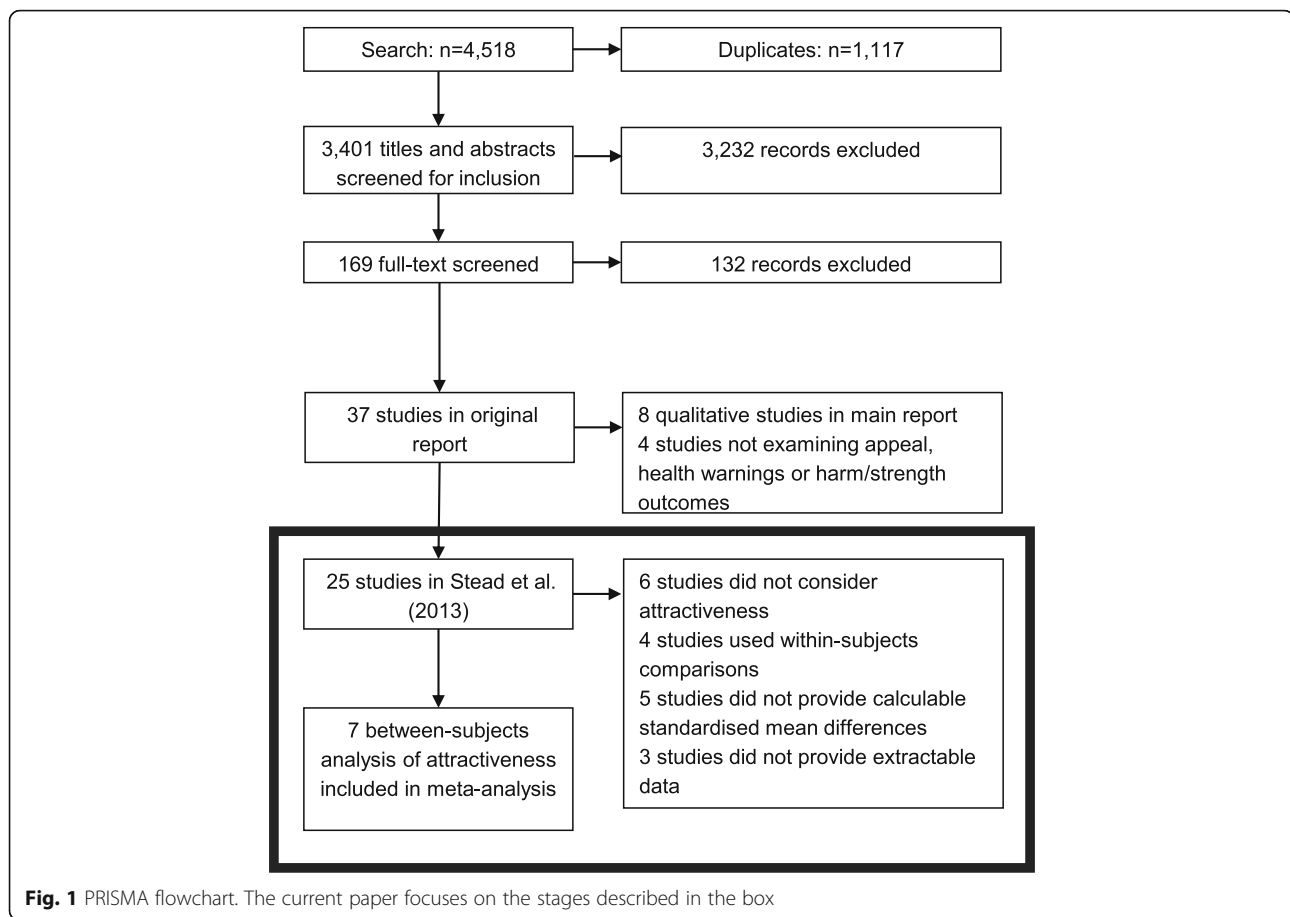 Search: n=4,518
Duplicates: n=1,117
3,401 titles and abstracts
screened for inclusion
3,232 records excluded
169 full-text screened
132 records excluded
37 studies in original
report
8 qualitative studies in main report
4 studies not examining appeal,
health warnings or harm/strength
outcomes
25 studies in Stead et al.
(2013)
6 studies did not consider
attractiveness
4 studies used within-subjects
comparisons
5 studies did not provide calculable
standardised mean differences
3 studies did not provide extractable
data
7 between-subjects
analysis of attractiveness
included in meta-analysis
Fig. 1 PRISMA flowchart. The current paper focuses on the stages described in the box